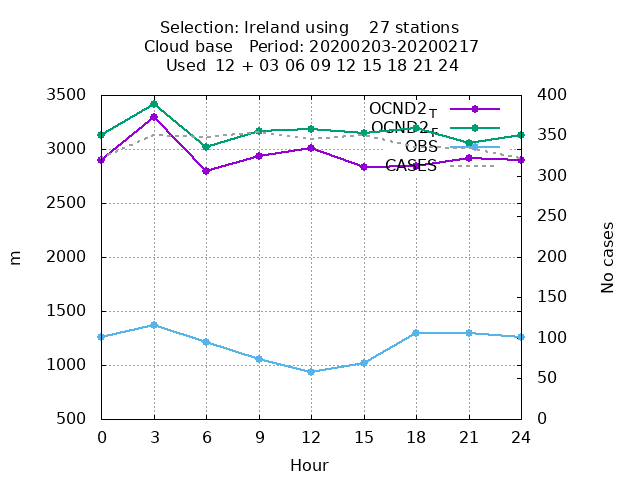 Selection: Ireland using    27 stations
Cloud base   Period: 20200203-20200217
Used  12 + 03 06 09 12 15 18 21 24
3500
3000
2500
2000
1500
1000
500
400
350
300
250
200
150
100
50
0
OCND2T
OCND2F
OBS
CASES
m
No cases
0 3 6 9 12 15 18 21 24
Hour